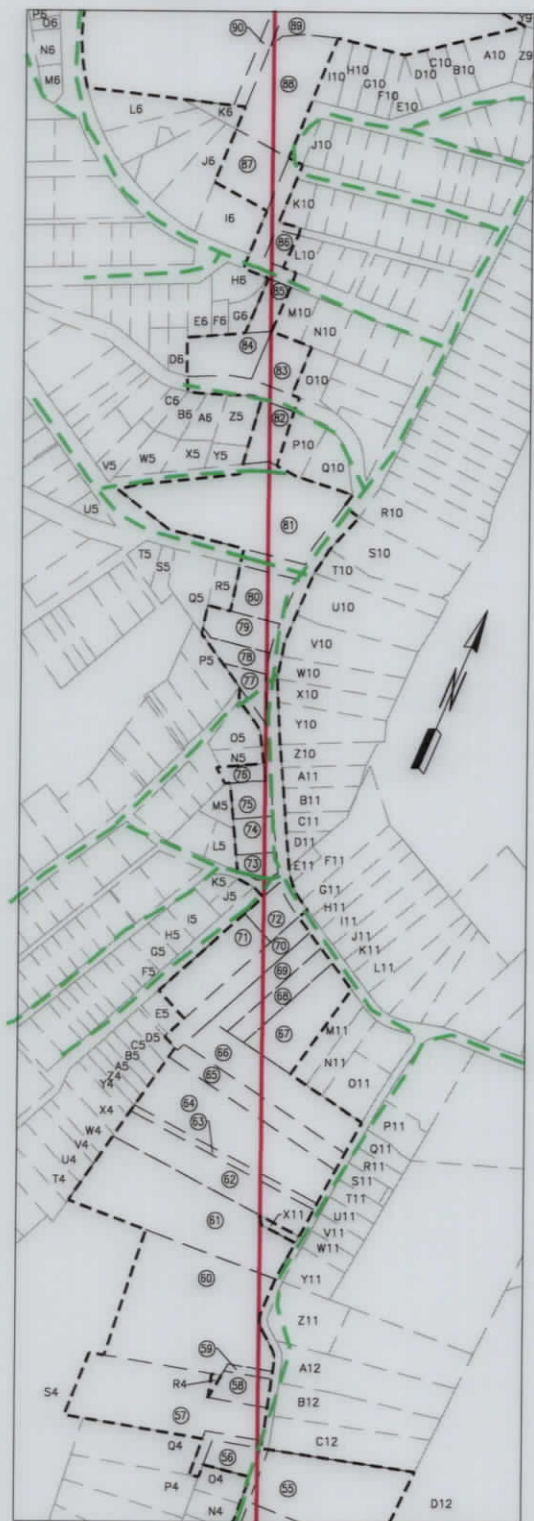 P6
O6
N6
M6
L6
K6
J6
I6
H6
G6
F6
E6
D6
C6
B6
A6
Z5
Y5
X5
W5
V5
U5
T5
S5
R5
Q5
P5
O5
N5
M5
L5
K5
J5
I5
H5
G5
F5
E5
D5
C5
B5
A5
Z4
Y4
X4
W4
V4
U4
T4
S4
R4
Q4
P4
O4
N4
90
89
88
87
86
85
84
83
82
81
80
79
78
77
76
75
74
73
72
71
70
69
68
67
66
65
64
63
62
61
60
59
58
57
56
55
Y9
Z9
A10
B10
C10
D10
E10
F10
G10
H10
I10
J10
K10
L10
M10
N10
O10
P10
Q10
R10
S10
T10
U10
V10
W10
X10
Y10
Z10
A11
B11
C11
D11
E11
F11
G11
H11
I11
J11
K11
L11
M11
N11
O11
P11
Q11
R11
S11
T11
U11
V11
W11
X11
Y11
Z11
A12
B12
C12
D12
N